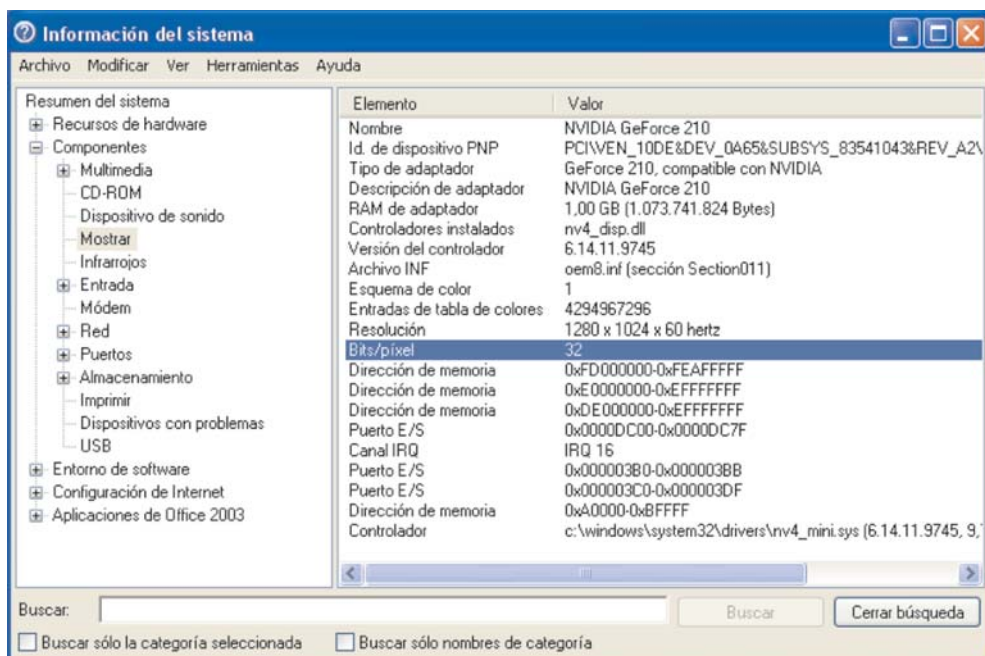 Información del sistema
Archivo Modificar Ver Herramientas Ayuda
Resumen del sistema
Recursos de hardware
Componentes
Multimedia
CD-ROM
Dispositivo de sonido
Mostrar
Infrarrojos
Entrada
Módem
Red
Puertos
Almacenamiento
Imprimir
Dispositivos con problemas
USB
Entorno de software
Configuración de Internet
Aplicaciones de Office 2003
Elemento Valor
Nombre NVIDIA GeForce 210
Id. de dispositivo PNP PCI\VEN_10DE&DEV_0A65&SUBSYS_83541043&REV_A2\
Tipo de adaptador GeForce 210, compatible con NVIDIA
Descripción de adaptador NVIDIA GeForce 210
RAM de adaptador 1,00 GB (1.073.741.824 Bytes)
Controladores instalados nv4_disp.dll
Versión del controlador 6.14.11.9745
Archivo INF oem8.inf (sección Section011)
Esquema de color 1
Entradas de tabla de colores 4294967296
Resolución 1280 x 1024 x 60 hertz
Bits/píxel 32
Dirección de memoria 0xFD000000-0xFEAFFFFF
Dirección de memoria 0xE0000000-0xEFFFFFFF
Dirección de memoria 0xDE000000-0xEFFFFFFF
Puerto E/S 0x0000DC00-0x0000DC7F
Canal IRQ IRQ 16
Puerto E/S 0x000003B0-0x000003BB
Puerto E/S 0x000003C0-0x000003DF
Dirección de memoria 0xA0000-0xBFFFF
Controlador c:\windows\system32\drivers\nv4_mini.sys (6.14.11.9745, 9,
Buscar: Buscar Cerrar búsqueda
Buscar sólo la categoría seleccionada Buscar sólo nombres de categoría